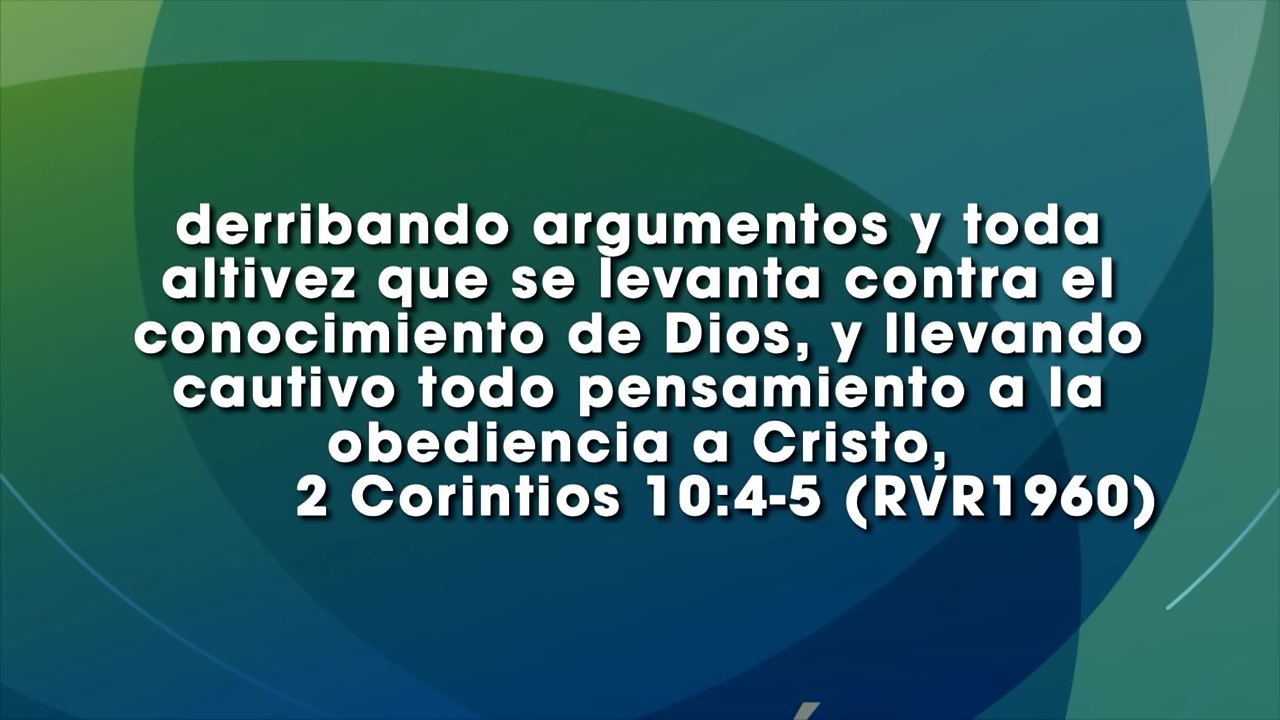 derribando argumentos y toda
altivez que se levanta contra el
conocimiento de Dios, y llevando
cautivo todo pensamiento a la
obediencia a Cristo,
2 Corintios 10:4-5 (RVR1960)